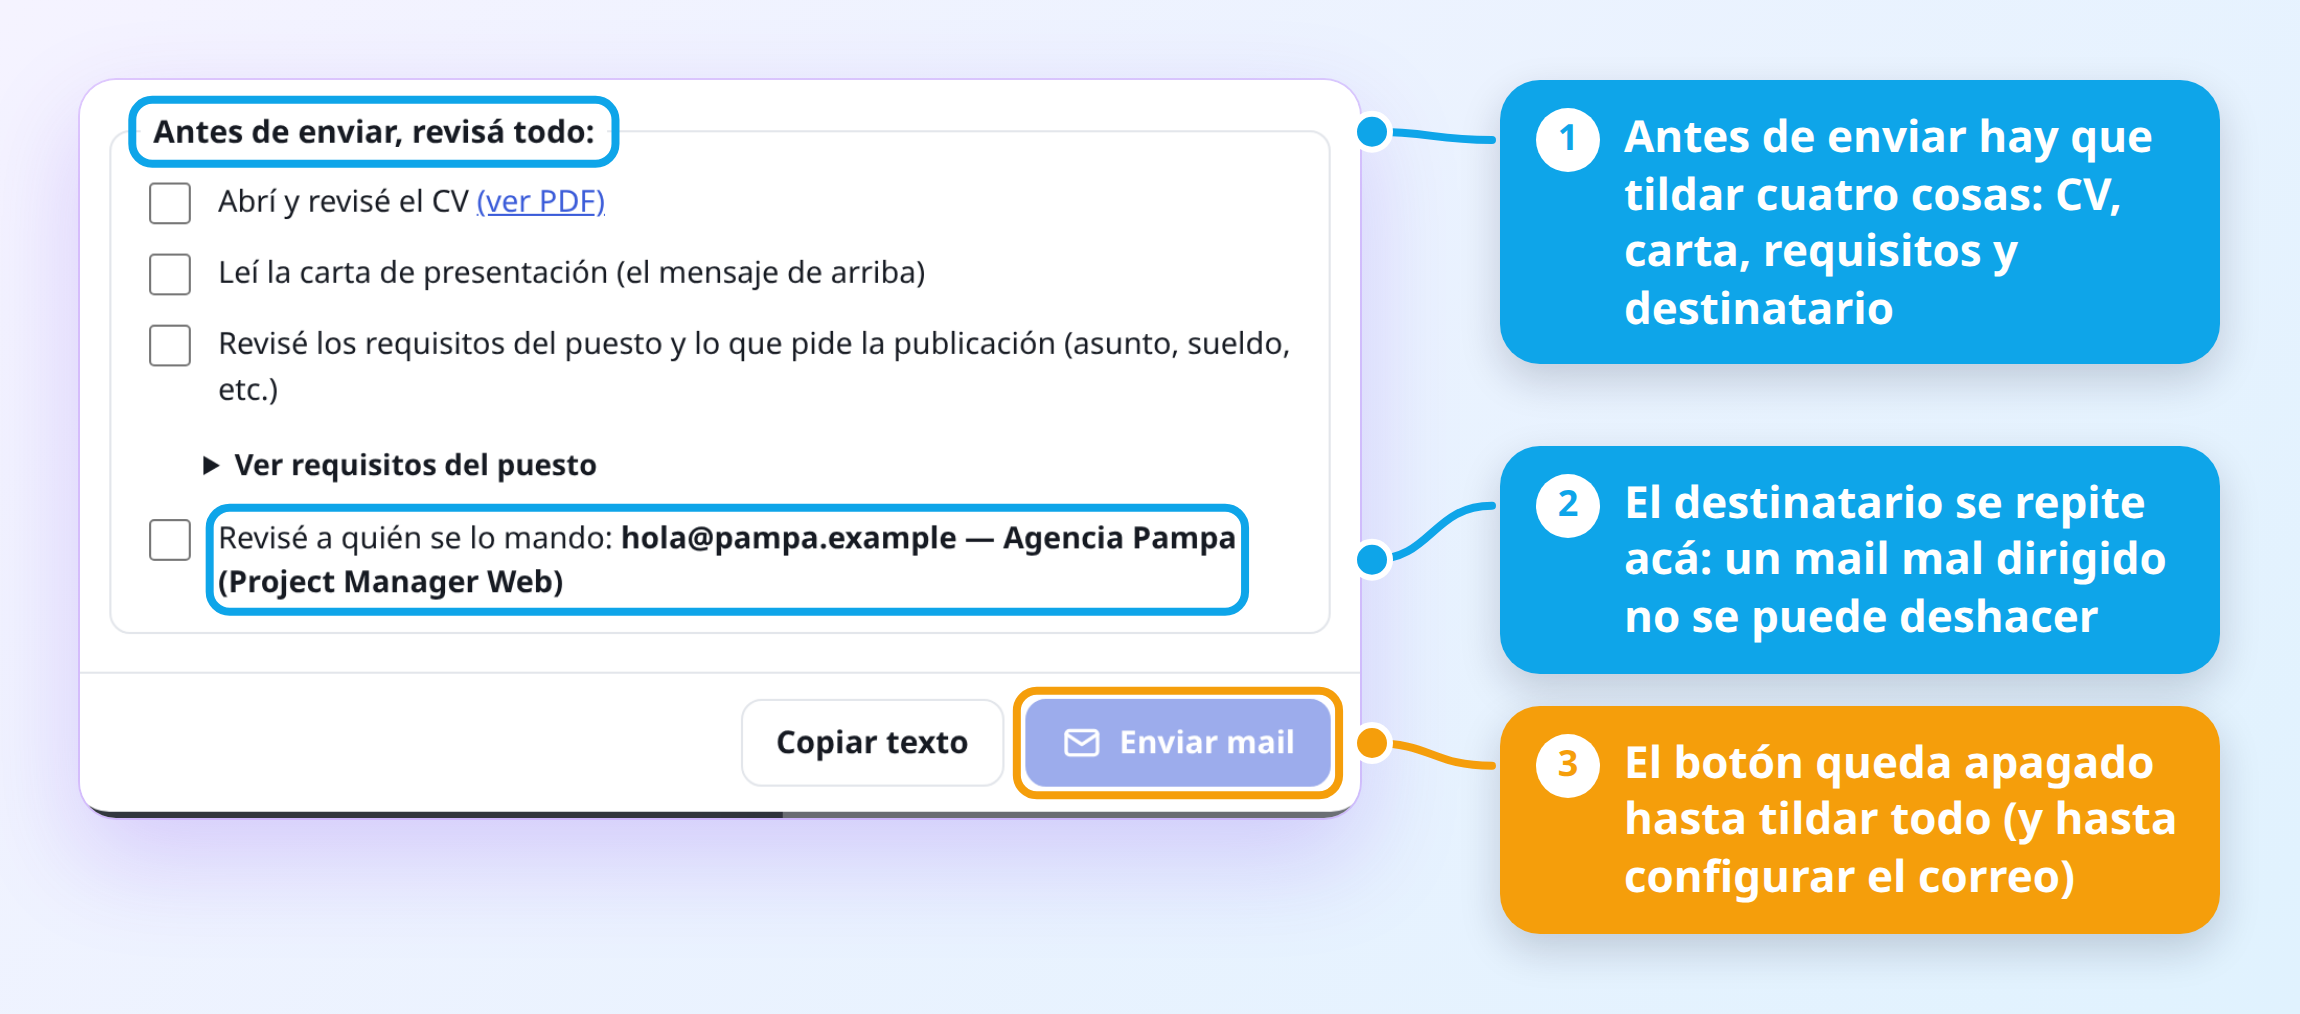 Antes de enviar, revisá todo:
Abrí y revisé el CV (ver PDF)
Leí la carta de presentación (el mensaje de arriba)
Revisé los requisitos del puesto y lo que pide la publicación (asunto, sueldo,
etc.)
Ver requisitos del puesto
Revisé a quién se lo mando: hola@pampa.example — Agencia Pampa
(Project Manager Web)
Copiar texto
Enviar mail
1
Antes de enviar hay que
tildar cuatro cosas: CV,
carta, requisitos y
destinatario
2
El destinatario se repite
acá: un mail mal dirigido
no se puede deshacer
3
El botón queda apagado
hasta tildar todo (y hasta
configurar el correo)